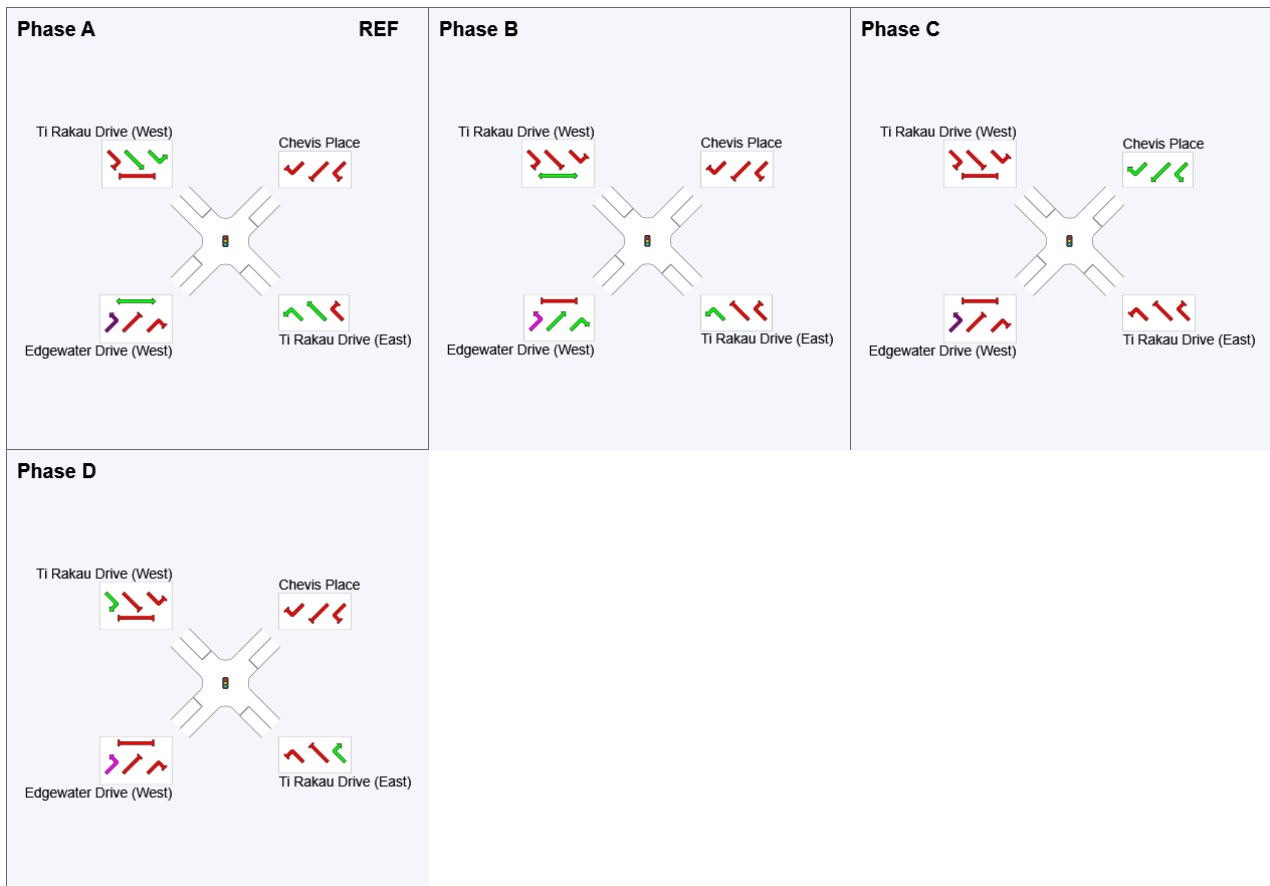 Phase A
REF
Ti Rakau Drive (West)
Chevis Place
Edgewater Drive (West)
Ti Rakau Drive (East)
Phase B
Ti Rakau Drive (West)
Chevis Place
Edgewater Drive (West)
Ti Rakau Drive (East)
Phase C
Ti Rakau Drive (West)
Chevis Place
Edgewater Drive (West)
Ti Rakau Drive (East)
Phase D
Ti Rakau Drive (West)
Chevis Place
Edgewater Drive (West)
Ti Rakau Drive (East)